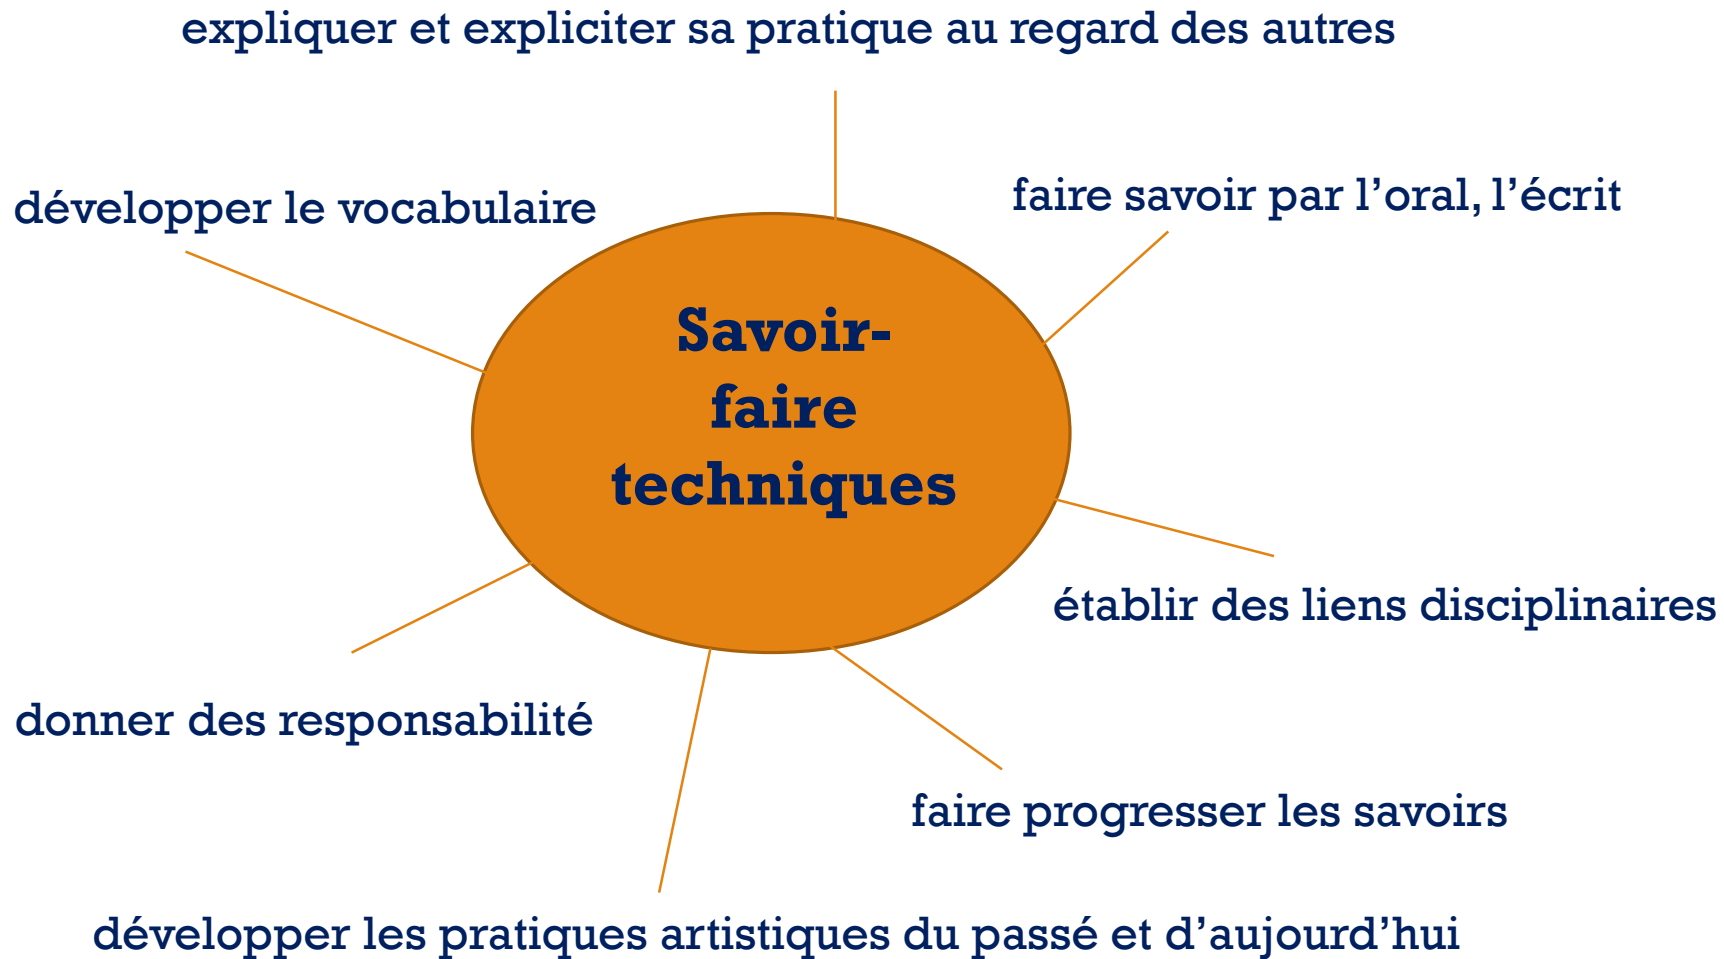 expliquer et expliciter sa pratique au regard des autres
développer le vocabulaire
faire savoir par l’oral, l’écrit
Savoir-
faire
techniques
établir des liens disciplinaires
donner des responsabilité
faire progresser les savoirs
développer les pratiques artistiques du passé et d’aujourd’hui